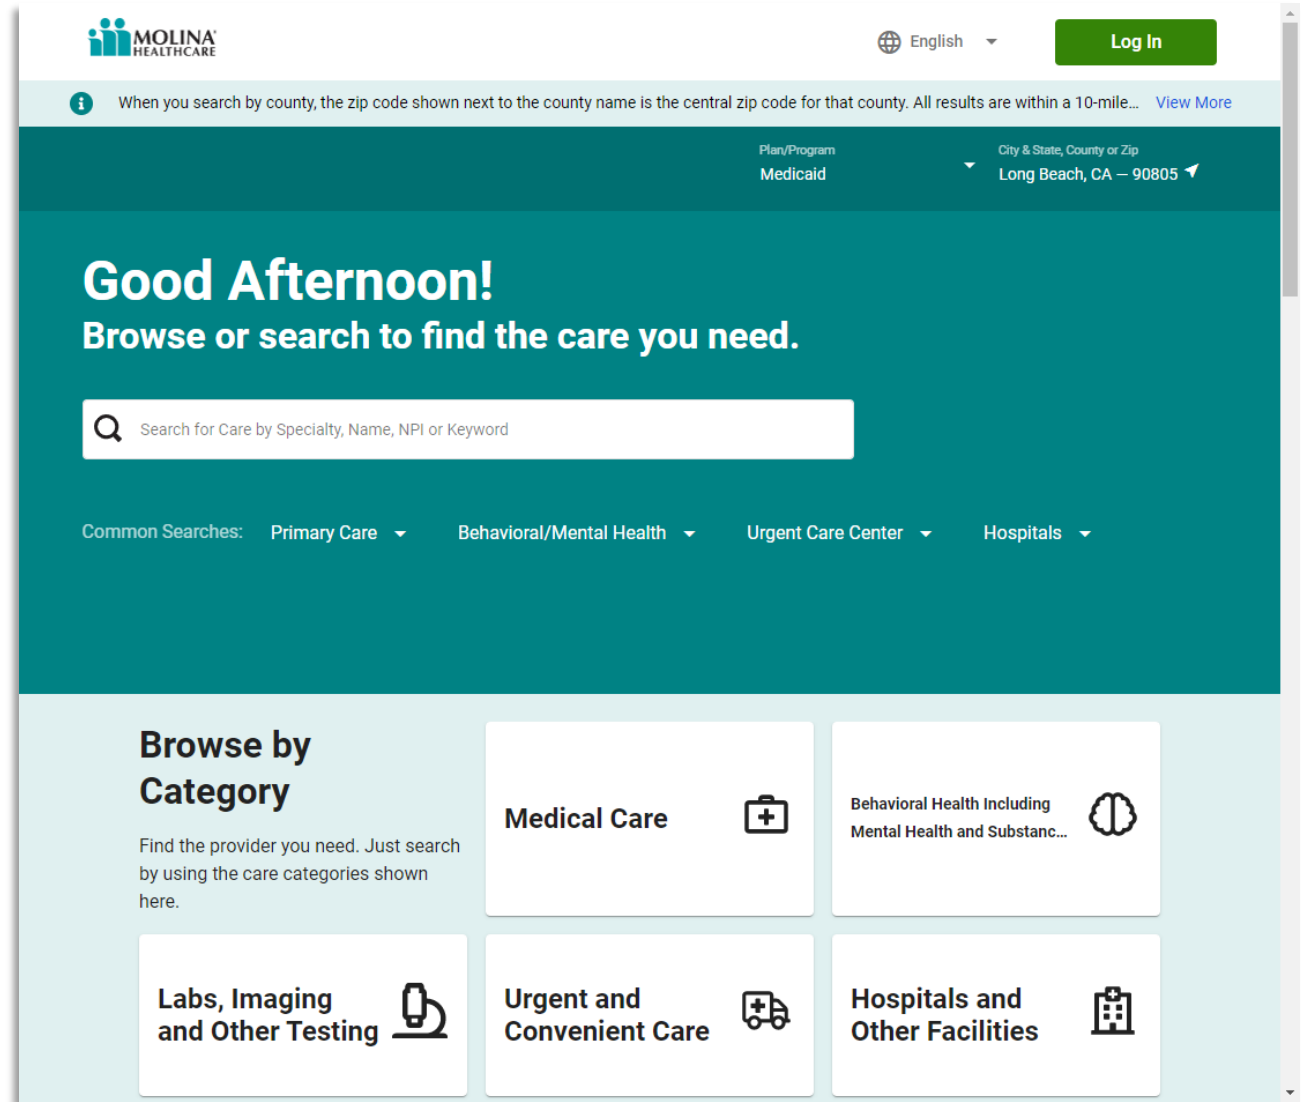 MOLINA
HEALTHCARE
English
Log In
When you search by county, the zip code shown next to the county name is the central zip code for that county. All results are within a 10-mile... View More
Plan/Program
Medicaid
City & State, County or Zip
Long Beach, CA — 90805
Good Afternoon!
Browse or search to find the care you need.
Search for Care by Specialty, Name, NPI or Keyword
Common Searches: Primary Care Behavioral/Mental Health Urgent Care Center Hospitals
Browse by
Category
Find the provider you need. Just search
by using the care categories shown
here.
Medical Care
Behavioral Health Including
Mental Health and Substanc...
Labs, Imaging
and Other Testing
Urgent and
Convenient Care
Hospitals and
Other Facilities